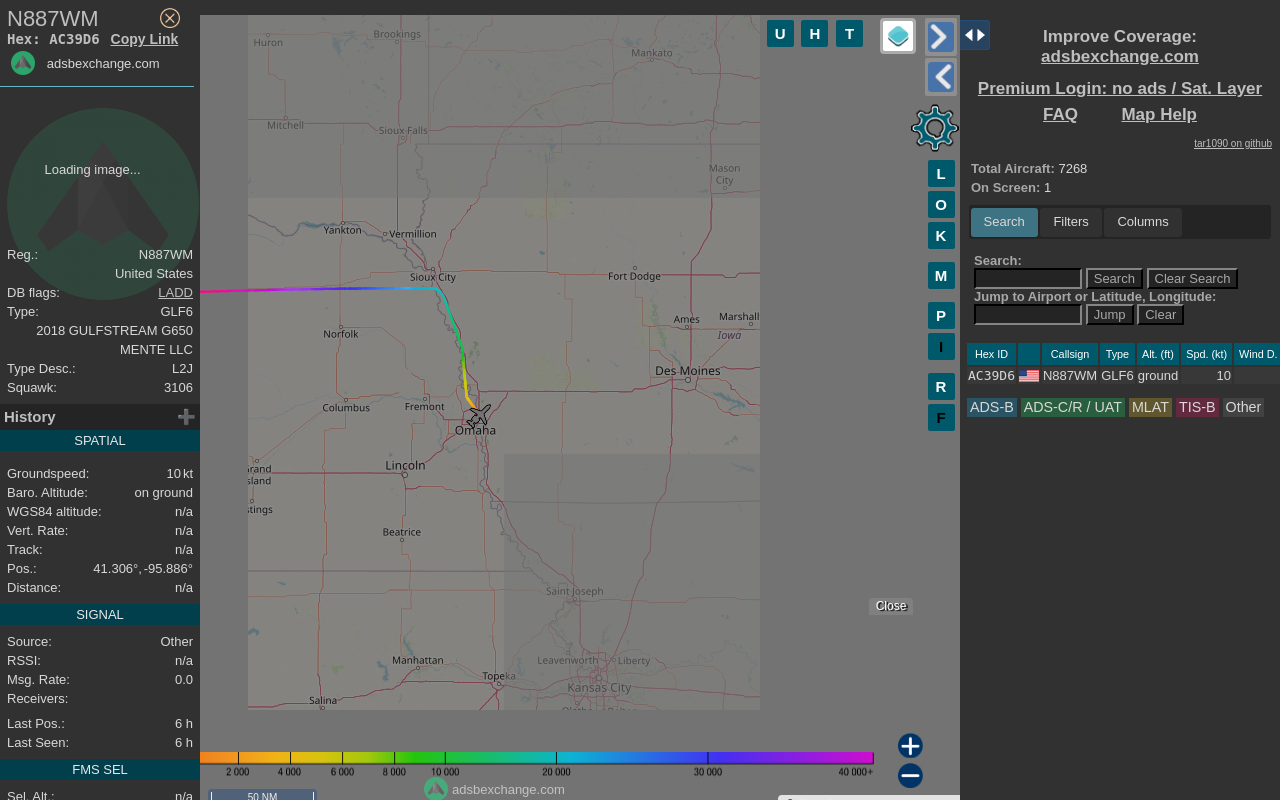 N887WM
Hex: AC39D6 Copy Link
adsbexchange.com
Loading image...
Reg.: N887WM
United States
DB flags: LADD
Type: GLF6
2018 GULFSTREAM G650
MENTE LLC
Type Desc.: L2J
Squawk: 3106
History
SPATIAL
Groundspeed: 10 kt
Baro. Altitude: on ground
WGS84 altitude: n/a
Vert. Rate: n/a
Track: n/a
Pos.: 41.306°, -95.886°
Distance: n/a
SIGNAL
Source: Other
RSSI: n/a
Msg. Rate: 0.0
Receivers:
Last Pos.: 6 h
Last Seen: 6 h
FMS SEL
Sel. Alt.: n/a
Huron
Brookings
Mankato
Mitchell
Sioux Falls
Mason
City
Yankton
Vermillion
Sioux City
Fort Dodge
Norfolk
Ames
Marshall
Iowa
Des Moines
Columbus
Fremont
Omaha
Lincoln
rand
sland
stings
Beatrice
Saint Joseph
Manhattan
Topeka
Leavenworth
Liberty
Kansas City
Salina
U H T
L
O
K
M
P
I
R
F
Close
2 000 4 000 6 000 8 000 10 000 20 000 30 000 40 000+
adsbexchange.com
50 NM
Improve Coverage:
adsbexchange.com
Premium Login: no ads / Sat. Layer
FAQ Map Help
tar1090 on github
Total Aircraft: 7268
On Screen: 1
Search Filters Columns
Search:
Search Clear Search
Jump to Airport or Latitude, Longitude:
Jump Clear
Hex ID Callsign Type Alt. (ft) Spd. (kt) Wind D.
AC39D6 N887WM GLF6 ground 10
ADS-B ADS-C/R / UAT MLAT TIS-B Other